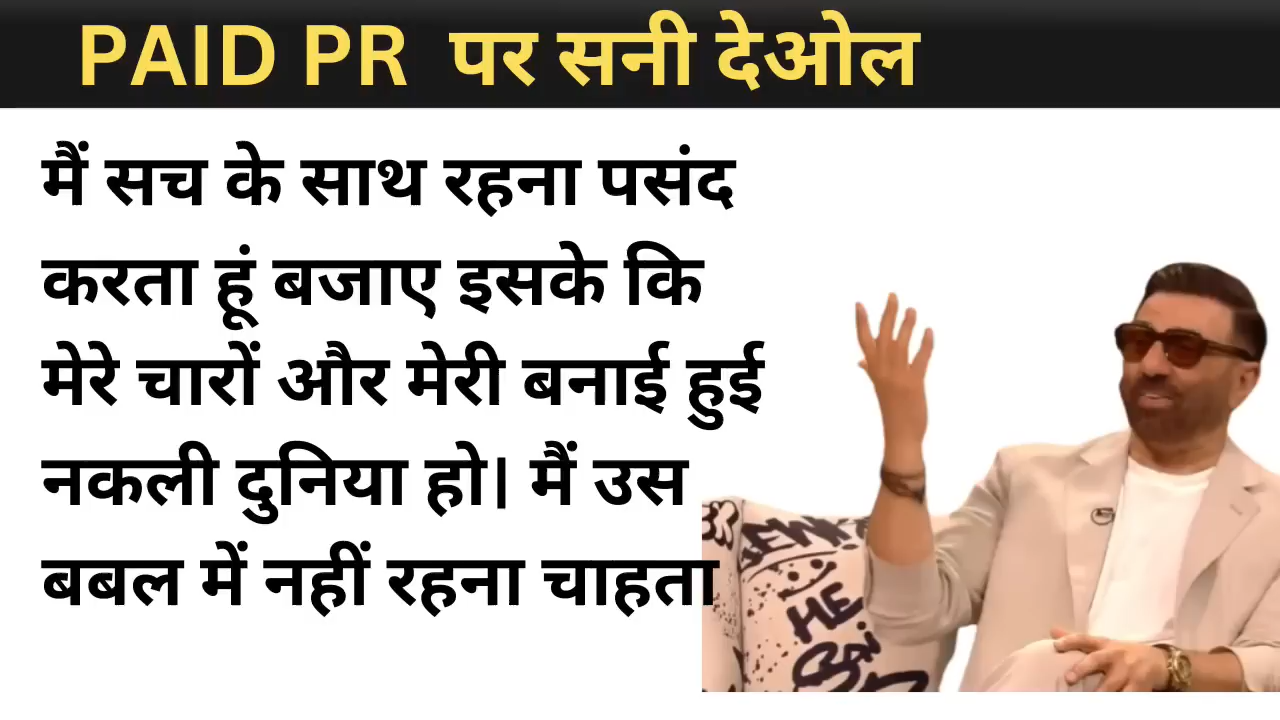 PAID PR पर सनी देओल
मैं सच के साथ रहना पसंद
करता हूं बजाए इसके कि
मेरे चारों और मेरी बनाई हुई
नकली दुनिया हो। मैं उस
बबल में नहीं रहना चाहता
HE